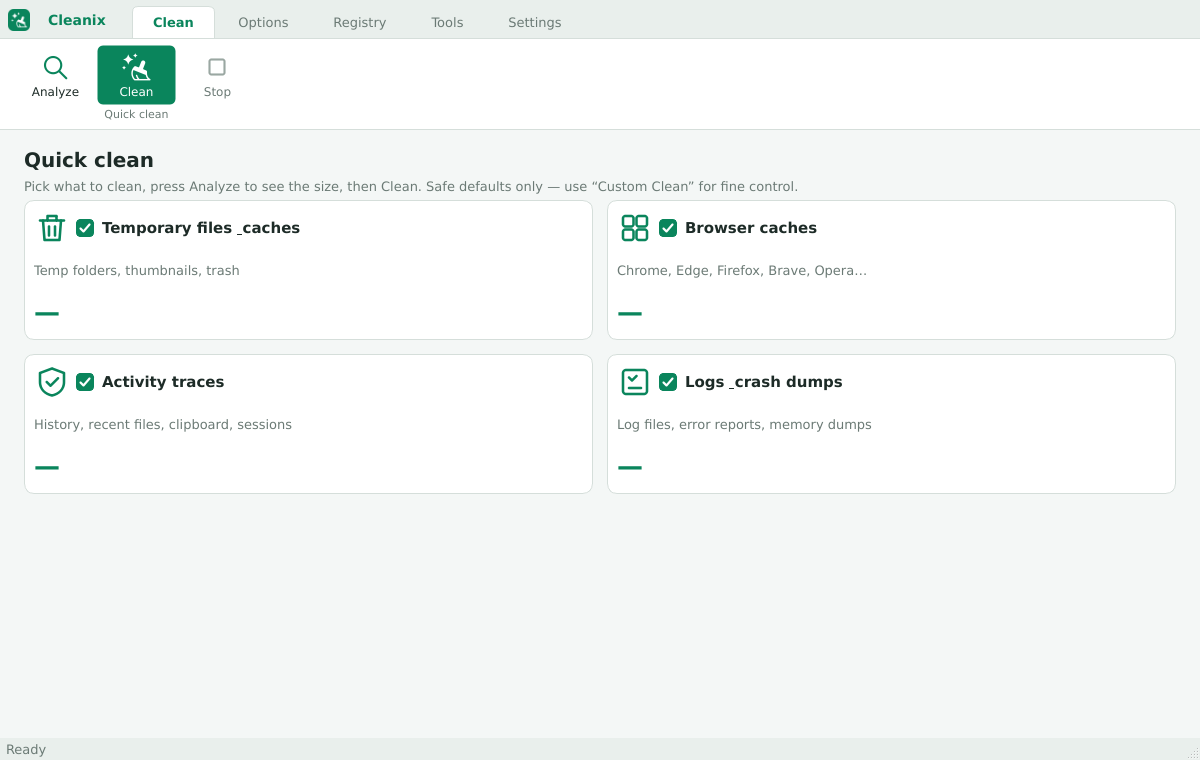 Cleanix
Clean
Options
Registry
Tools
Settings
Analyze
Clean
Stop
Quick clean
Quick clean
Pick what to clean, press Analyze to see the size, then Clean. Safe defaults only — use “Custom Clean” for fine control.
Temporary files _caches
Temp folders, thumbnails, trash
—
Browser caches
Chrome, Edge, Firefox, Brave, Opera…
—
Activity traces
History, recent files, clipboard, sessions
—
Logs _crash dumps
Log files, error reports, memory dumps
—
Ready